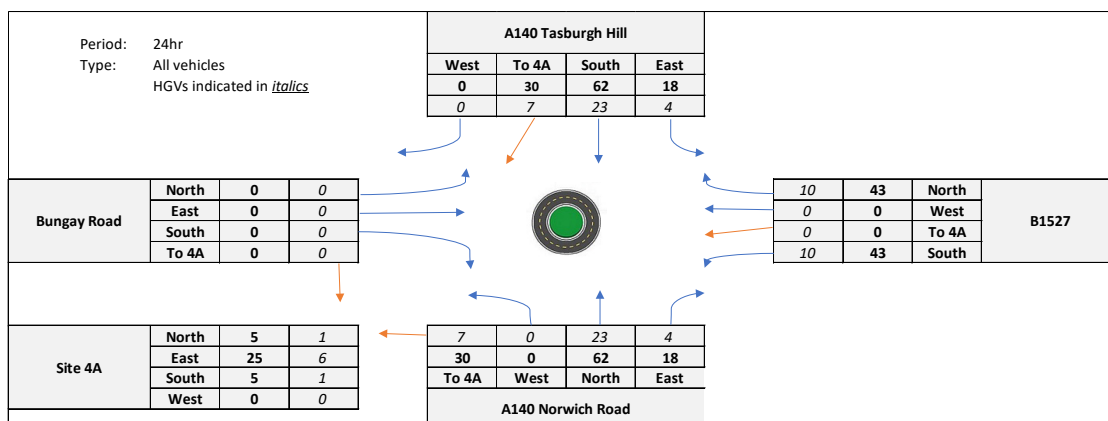 Period: 24hr
Type: All vehicles
HGVs indicated in italics
A140 Tasburgh Hill
West To 4A South East
0 30 62 18
0 7 23 4
Bungay Road
North 0 0
East 0 0
South 0 0
To 4A 0 0
10 43 North
0 0 West
0 0 To 4A
10 43 South
B1527
Site 4A
North 5 1
East 25 6
South 5 1
West 0 0
7 0 23 4
30 0 62 18
To 4A West North East
A140 Norwich Road